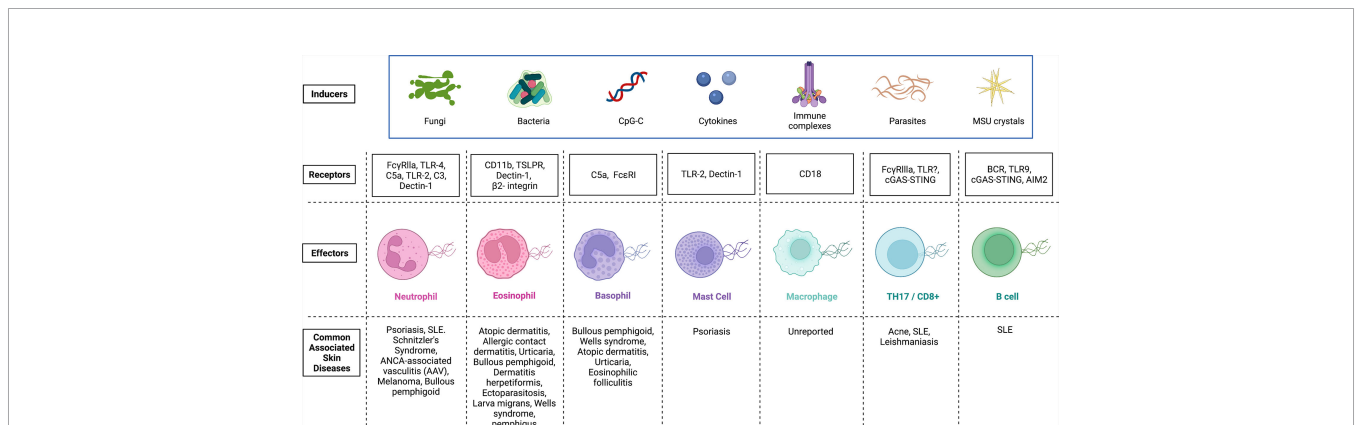 Inducers
Fungi
Bacteria
CpG-C
Cytokines
Immune
complexes
Parasites
MSU crystals
Receptors
FcγRIIa, TLR-4,
C5a, TLR-2, C3,
Dectin-1
CD11b, TSLPR,
Dectin-1,
β2- integrin
C5a, FcεRI
TLR-2, Dectin-1
CD18
FcγRIIIa, TLR?,
cGAS-STING
BCR, TLR9,
cGAS-STING, AIM2
Effectors
Neutrophil
Eosinophil
Basophil
Mast Cell
Macrophage
TH17 / CD8+
B cell
Common
Associated
Skin
Diseases
Psoriasis, SLE.
Schnitzler's
Syndrome,
ANCA-associated
vasculitis (AAV),
Melanoma, Bullous
pemphigoid
Atopic dermatitis,
Allergic contact
dermatitis, Urticaria,
Bullous pemphigoid,
Dermatitis
herpetiformis,
Ectoparasitosis,
Larva migrans, Wells
syndrome,
pemphigus
Bullous pemphigoid,
Wells syndrome,
Atopic dermatitis,
Urticaria,
Eosinophilic
folliculitis
Psoriasis
Unreported
Acne, SLE,
Leishmaniasis
SLE